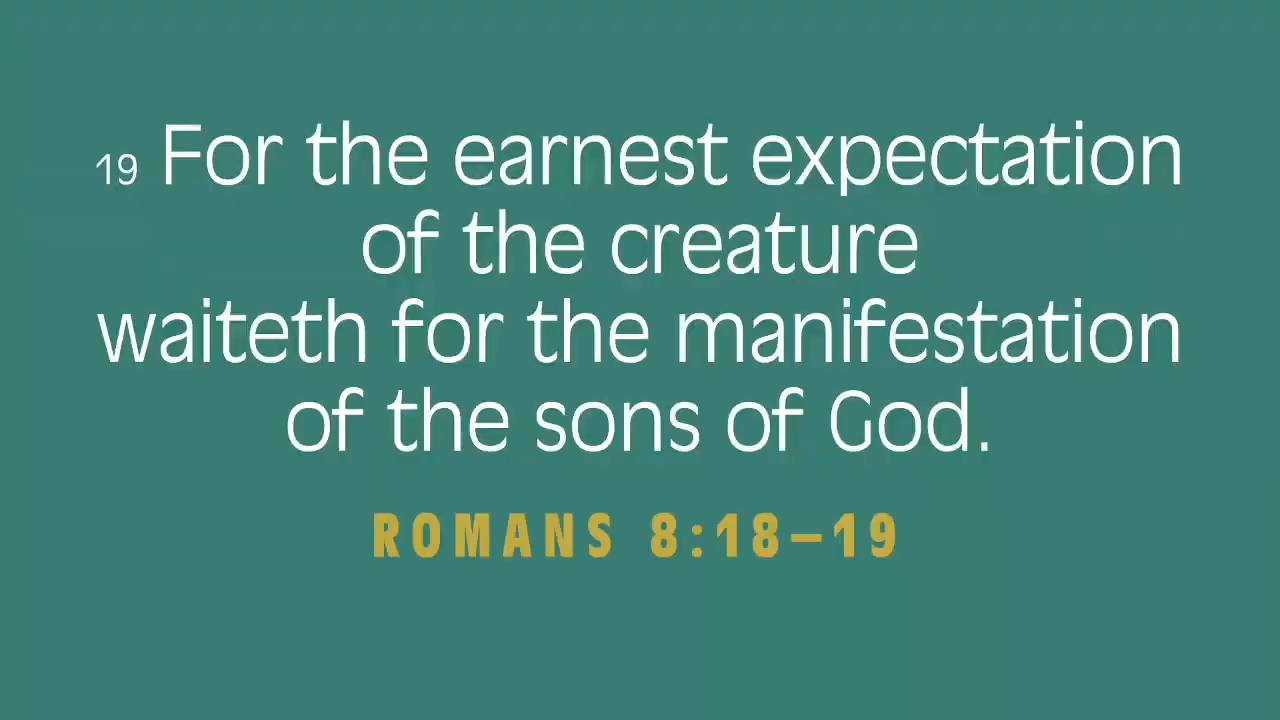 19 For the earnest expectation
of the creature
waiteth for the manifestation
of the sons of God.
ROMANS 8:18–19